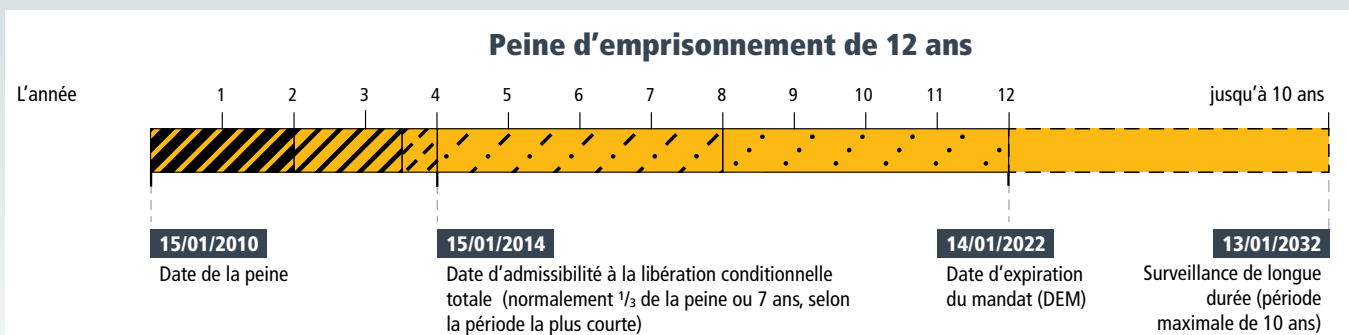 Peine d’emprisonnement de 12 ans
L’année 1 2 3 4 5 6 7 8 9 10 11 12 jusqu’à 10 ans
15/01/2010
Date de la peine
15/01/2014
Date d’admissibilité à la libération conditionnelle
totale (normalement 1/3 de la peine ou 7 ans, selon
la période la plus courte)
14/01/2022
Date d’expiration
du mandat (DEM)
13/01/2032
Surveillance de longue
durée (période
maximale de 10 ans)